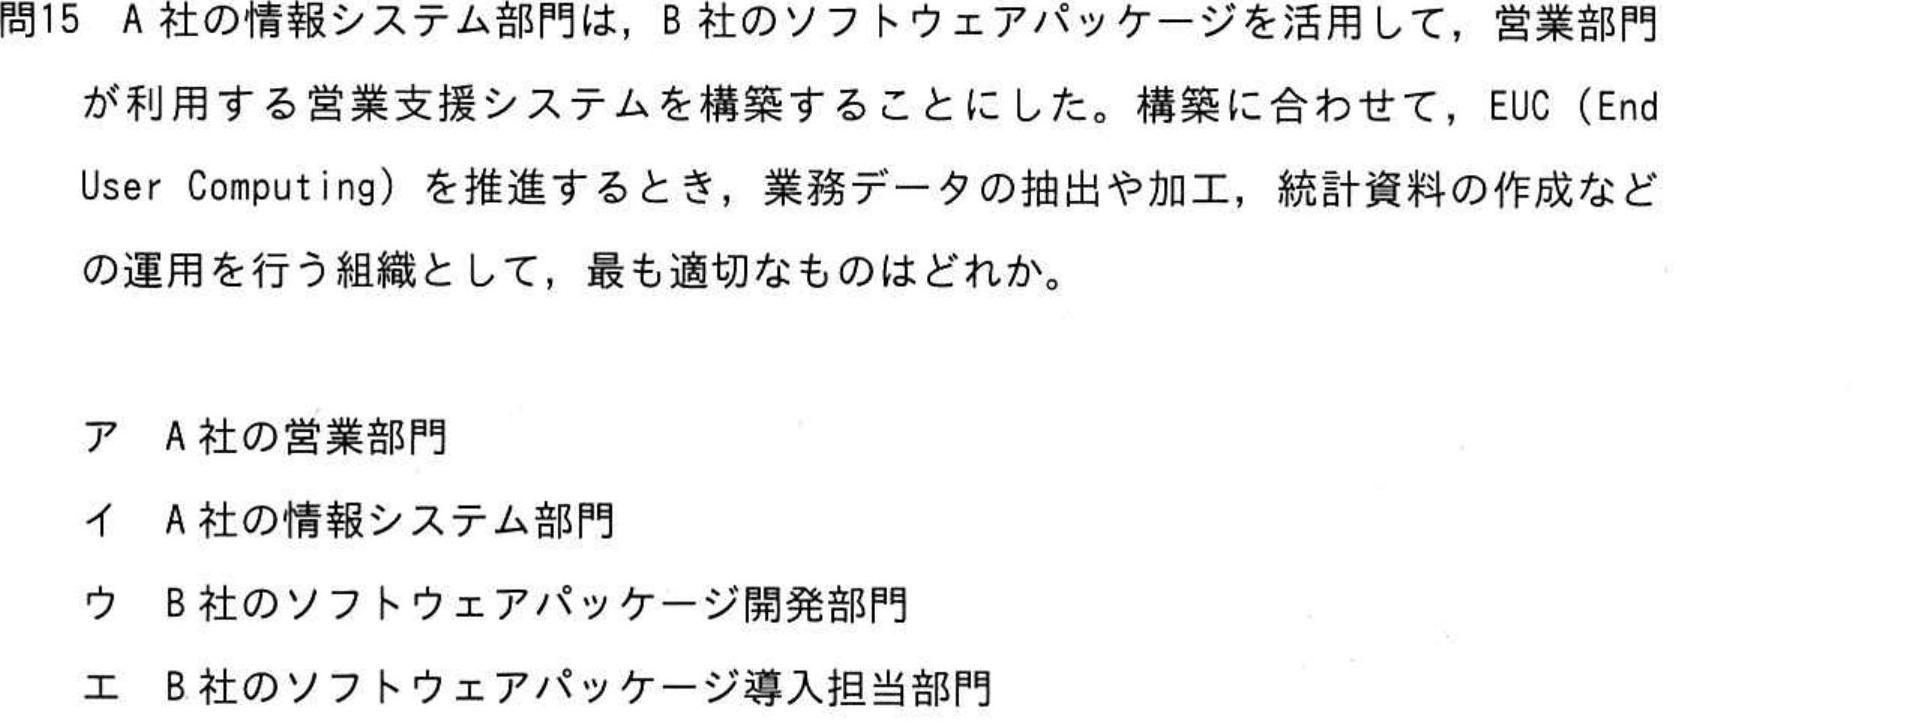 問15 A社の情報システム部門は，B社のソフトウェアパッケージを活用して，営業部門
が利用する営業支援システムを構築することにした。構築に合わせて，EUC（End
User Computing）を推進するとき，業務データの抽出や加工，統計資料の作成など
の運用を行う組織として，最も適切なものはどれか。
ア A社の営業部門
イ A社の情報システム部門
ウ B社のソフトウェアパッケージ開発部門
エ B社のソフトウェアパッケージ導入担当部門